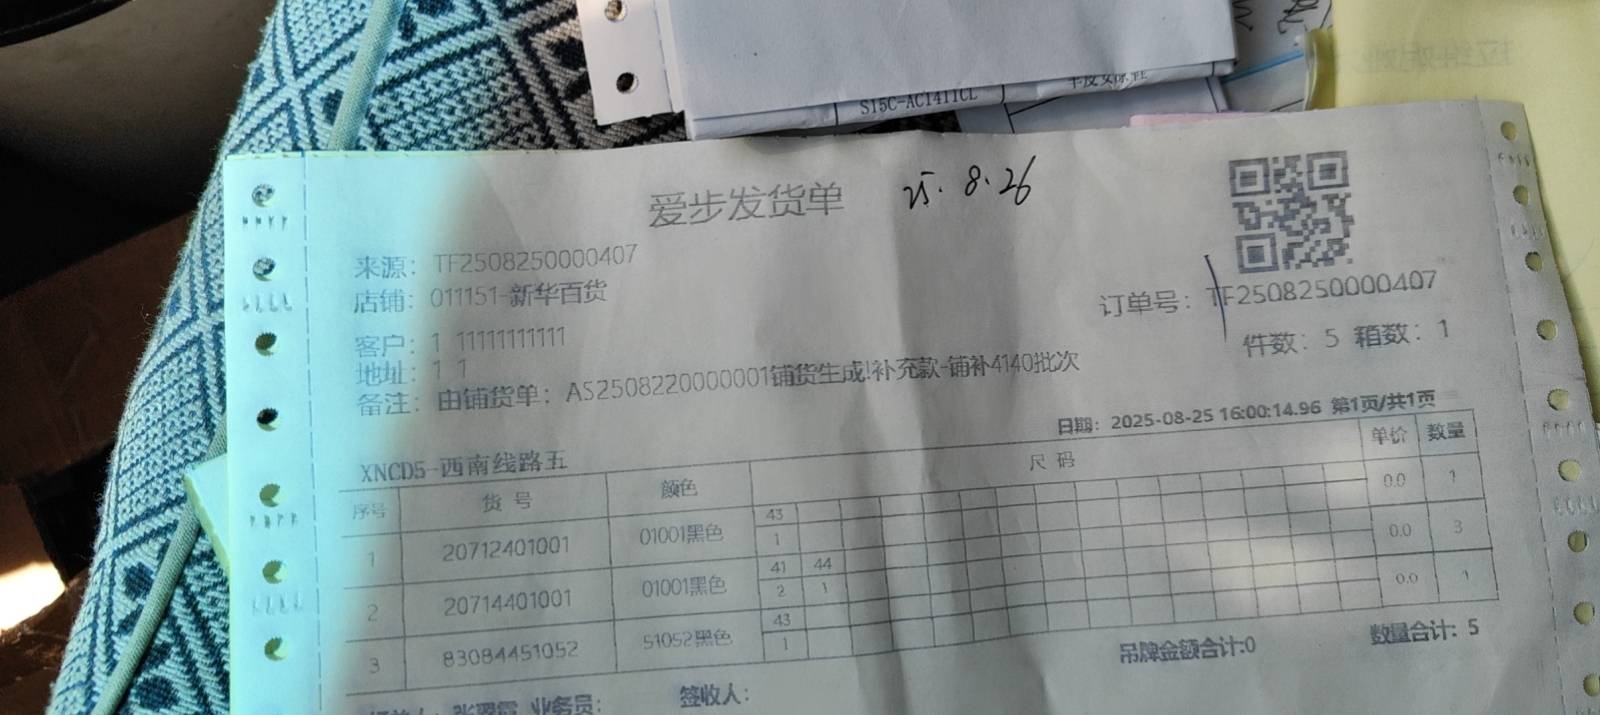 S15C-AC1411CL
爱步发货单 25.8.26
来源: TF2508250000407
店铺: 011151-新华百货
订单号: TF2508250000407
客户: 1 11111111111
件数: 5 箱数: 1
地址: 1 1
备注: 由铺货单: AS2508220000001铺货生成!补充款-铺补4140批次
日期: 2025-08-25 16:00:14.96 第1页/共1页
XNCD5-西南线路五
序号 货号 颜色 尺码 单价 数量
43
1 20712401001 01001黑色 1 0.0 1
41 44
2 20714401001 01001黑色 2 1 0.0 3
43
3 83084451052 51052黑色 1 0.0 1
吊牌金额合计:0 数量合计: 5
业务员: 签收人: